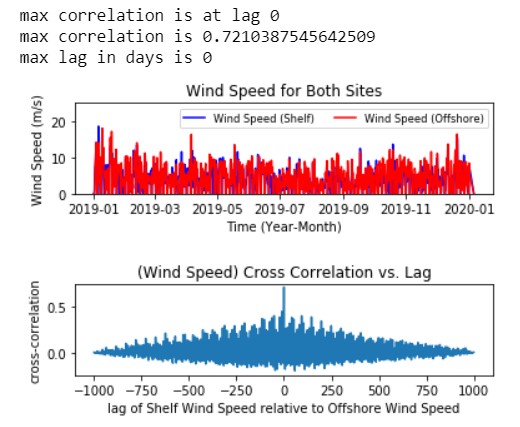 max correlation is at lag 0
max correlation is 0.7210387545642509
max lag in days is 0
Wind Speed for Both Sites
Wind Speed (m/s)
20
10
0
Wind Speed (Shelf) Wind Speed (Offshore)
2019-01 2019-03 2019-05 2019-07 2019-09 2019-11 2020-01
Time (Year-Month)
(Wind Speed) Cross Correlation vs. Lag
cross-correlation
0.5
0.0
−1000 −750 −500 −250 0 250 500 750 1000
lag of Shelf Wind Speed relative to Offshore Wind Speed